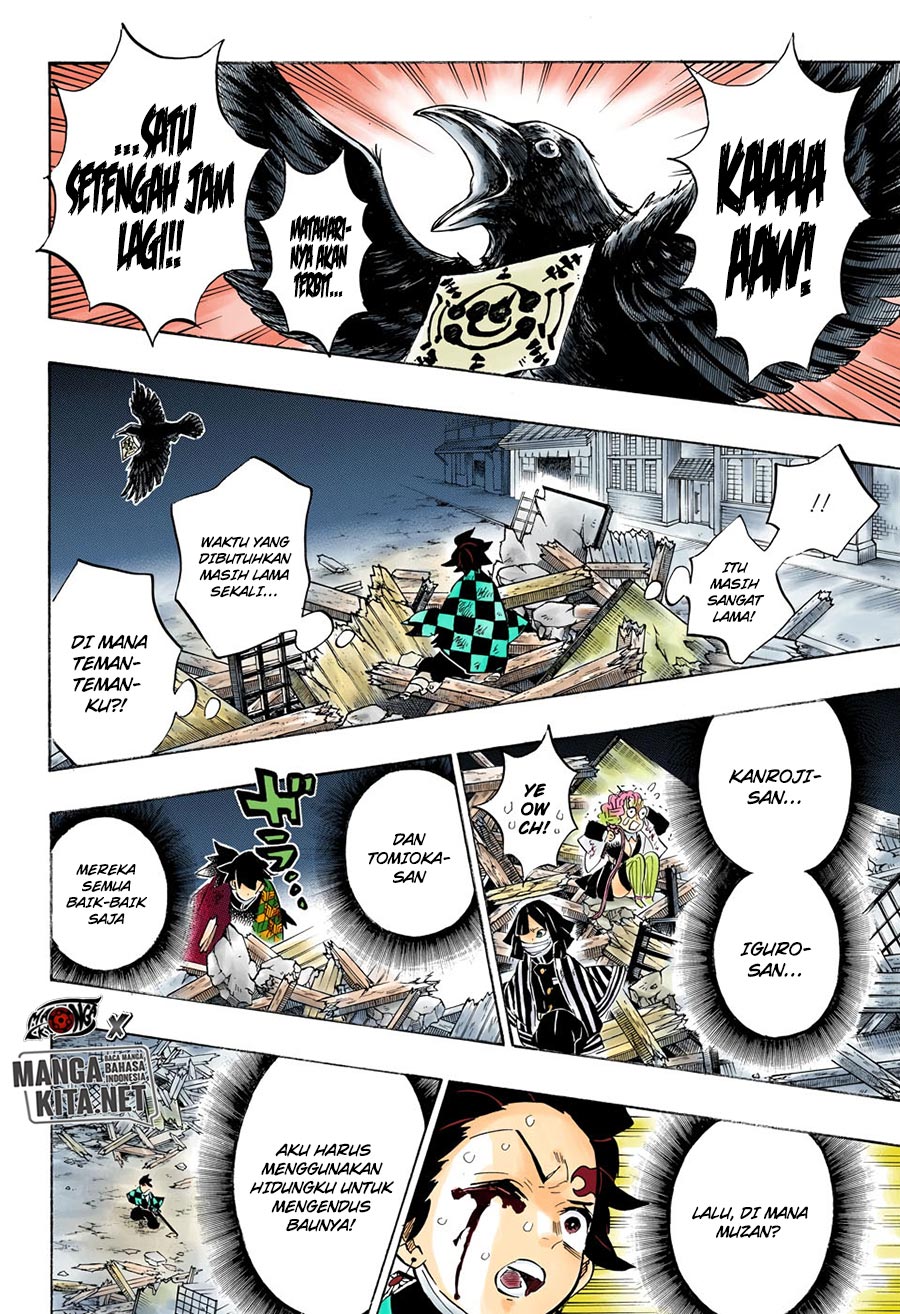 KAAAA
AAW!
MATAHARI-
NYA AKAN
TERBIT...
...SATU
SETENGAH JAM
LAGI!!
!!
ITU
MASIH
SANGAT
LAMA!
WAKTU YANG
DIBUTUHKAN
MASIH LAMA
SEKALI...
DI MANA
TEMAN-
TEMAN-
KU?!
KANROJI-
SAN...
YE
OW
CH!
IGURO-
SAN...
DAN
TOMIOKA-
SAN
ガラ...
MEREKA
SEMUA
BAIK-BAIK
SAJA
LALU, DI MANA
MUZAN?
AKU HARUS
MENGGUNAKAN
HIDUNGKU UNTUK
MENGENDUS
BAUNYA!
X
MANGA
BACA MANGA
BAHASA
INDONESIA
KITA.NET